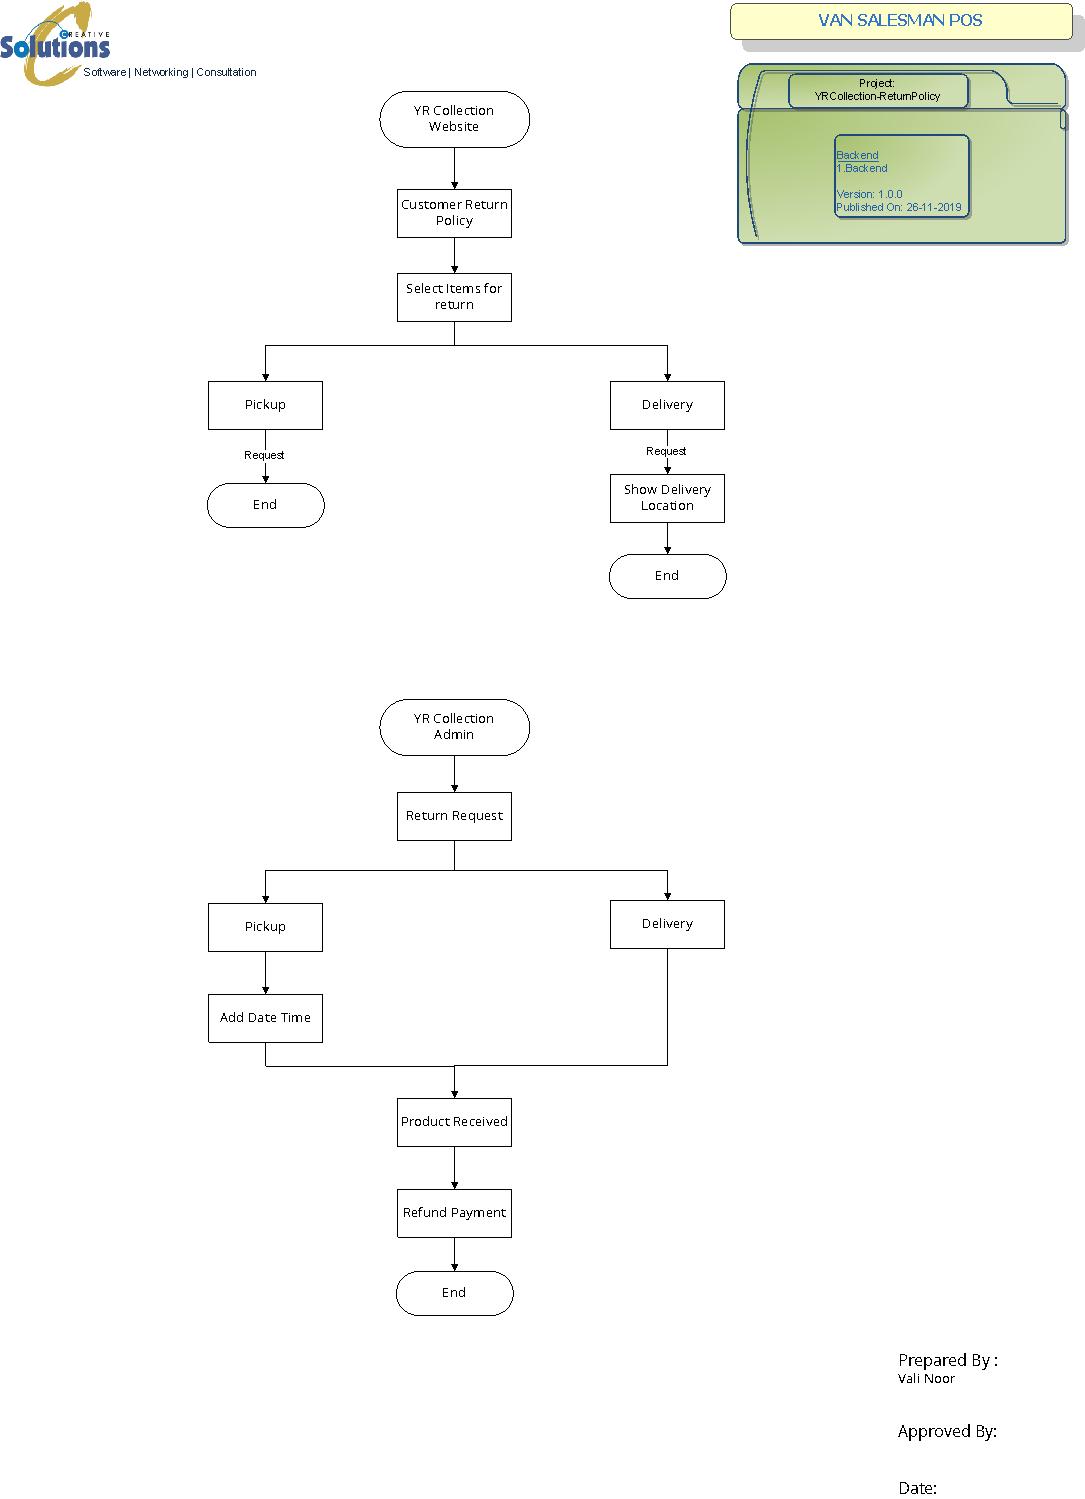 CREATIVE
Solutions
Software | Networking | Consultation
VAN SALESMAN POS
Project:
YRCollection-ReturnPolicy
Backend
1.Backend
Version: 1.0.0
Published On: 26-11-2019
YR Collection
Website
Customer Return
Policy
Select Items for
return
Pickup
Delivery
Request
Request
End
Show Delivery
Location
End
YR Collection
Admin
Return Request
Pickup
Delivery
Add Date Time
Product Received
Refund Payment
End
Prepared By :
Vali Noor
Approved By:
Date: